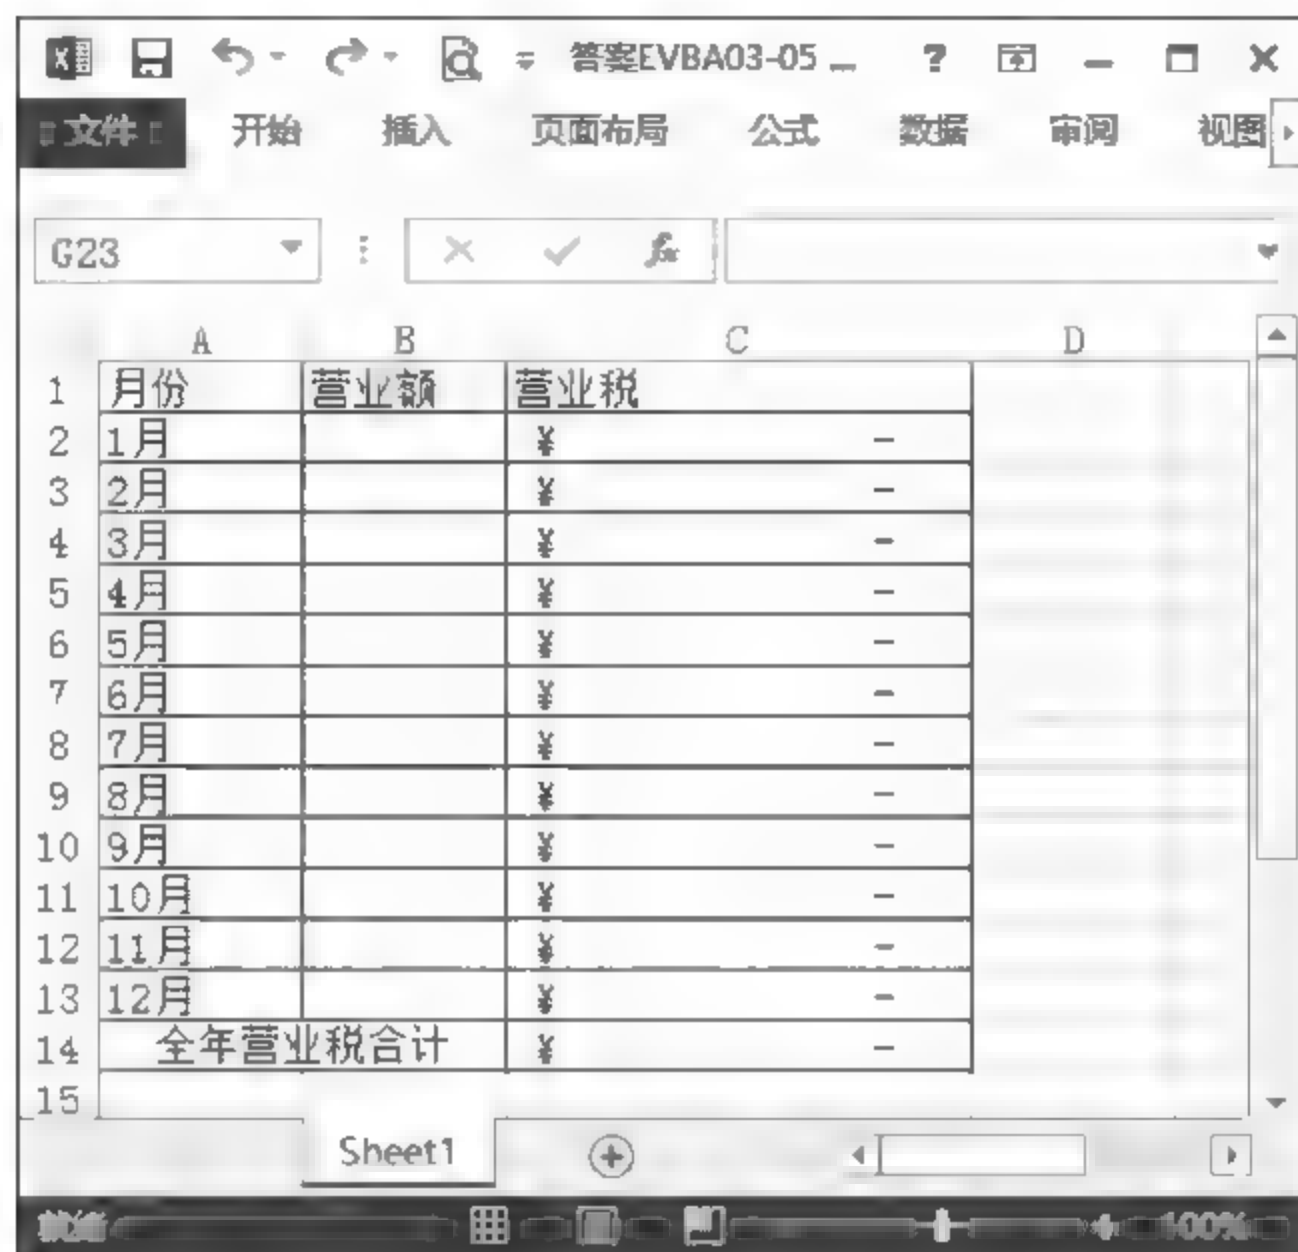 答案EVBA03-05 ... ?
文件 开始 插入 页面布局 公式 数据 审阅 视图
G23 fx
A B C D
1 月份 营业额 营业税
2 1月 ¥ -
3 2月 ¥ -
4 3月 ¥ -
5 4月 ¥ -
6 5月 ¥ -
7 6月 ¥ -
8 7月 ¥ -
9 8月 ¥ -
10 9月 ¥ -
11 10月 ¥ -
12 11月 ¥ -
13 12月 ¥ -
14 全年营业税合计 ¥ -
15
Sheet1
就绪 100%